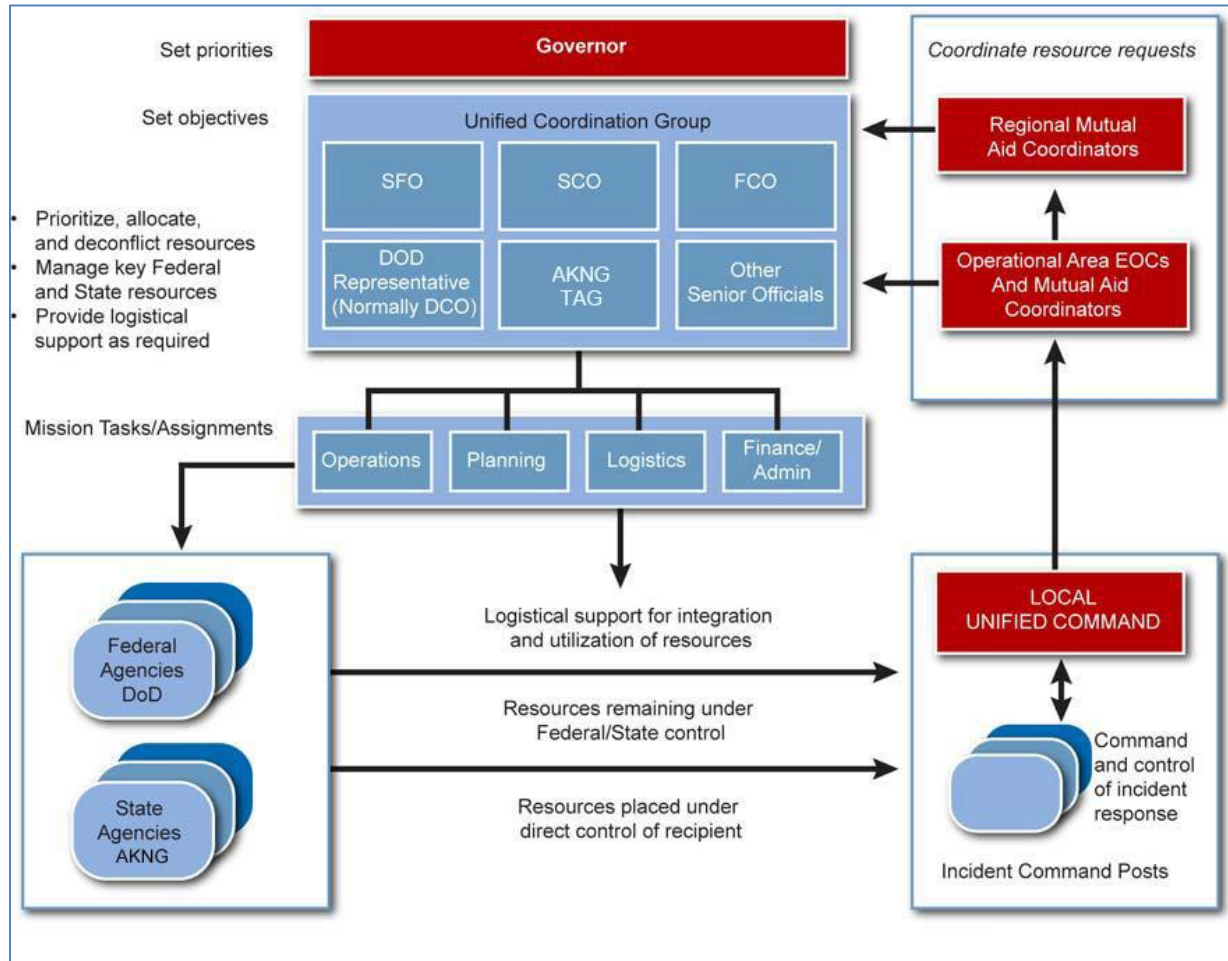 Set priorities
Governor
Set objectives
Unified Coordination Group
SFO
SCO
FCO
DOD
Representative
(Normally DCO)
AKNG
TAG
Other
Senior Officials
• Prioritize, allocate,
and deconflict resources
• Manage key Federal
and State resources
• Provide logistical
support as required
Coordinate resource requests
Regional Mutual
Aid Coordinators
Operational Area EOCs
And Mutual Aid
Coordinators
Mission Tasks/Assignments
Operations
Planning
Logistics
Finance/
Admin
Federal
Agencies
DoD
State
Agencies
AKNG
Logistical support for integration
and utilization of resources
Resources remaining under
Federal/State control
Resources placed under
direct control of recipient
LOCAL
UNIFIED COMMAND
Command
and control
of incident
response
Incident Command Posts